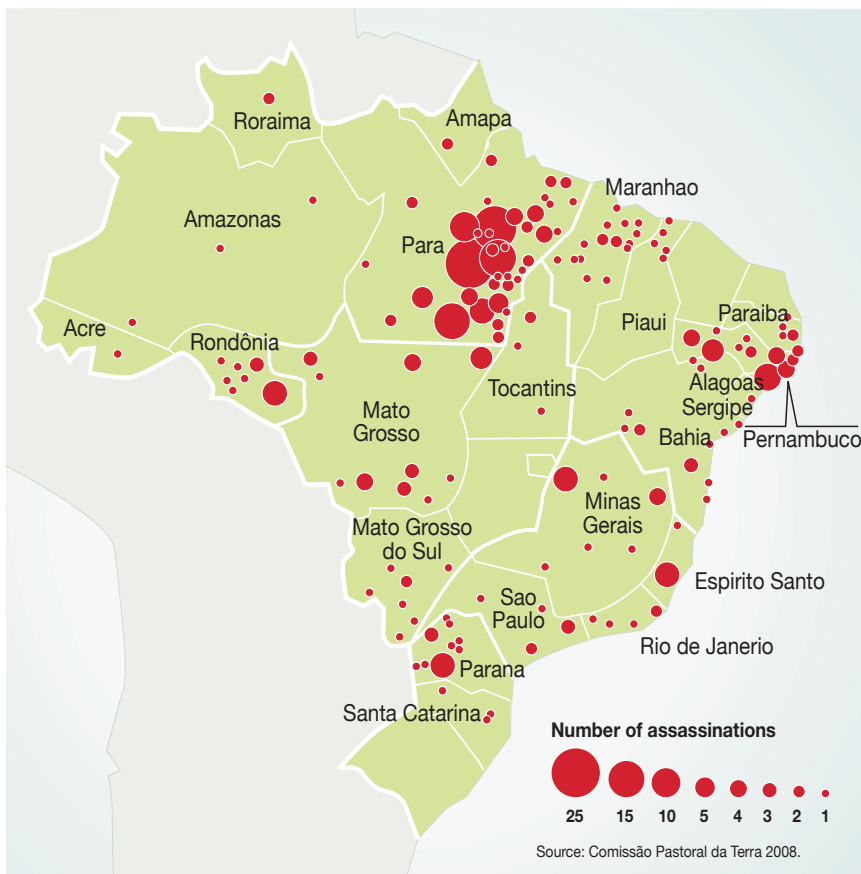 Roraima
Amapa
Maranhao
Amazonas
Para
Acre
Rondônia
Piaui
Paraiba
Tocantins
Alagoas
Sergipe
Mato
Grosso
Bahia
Pernambuco
Minas
Gerais
Mato Grosso
do Sul
Espirito Santo
Sao
Paulo
Rio de Janerio
Parana
Santa Catarina
Number of assassinations
25 15 10 5 4 3 2 1
Source: Comissão Pastoral da Terra 2008.